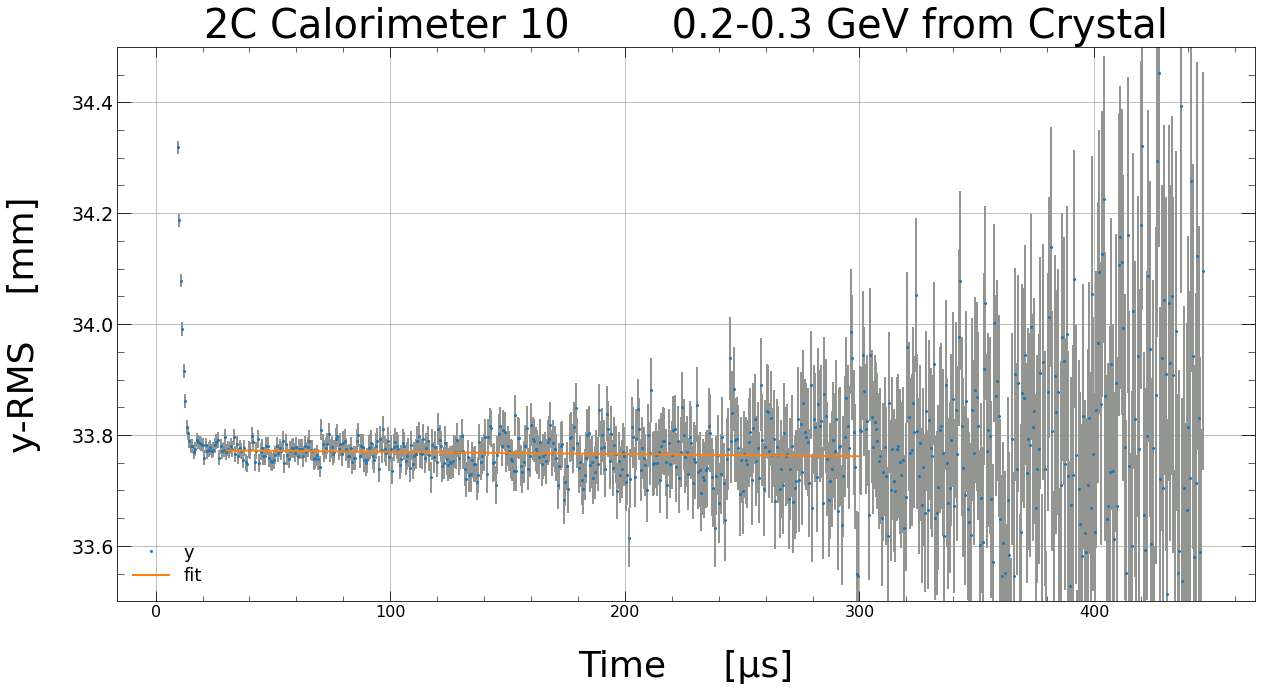 2C Calorimeter 10 0.2-0.3 GeV from Crystal
y-RMS [mm]
34.4
34.2
34.0
33.8
33.6
y
fit
0 100 200 300 400
Time [µs]